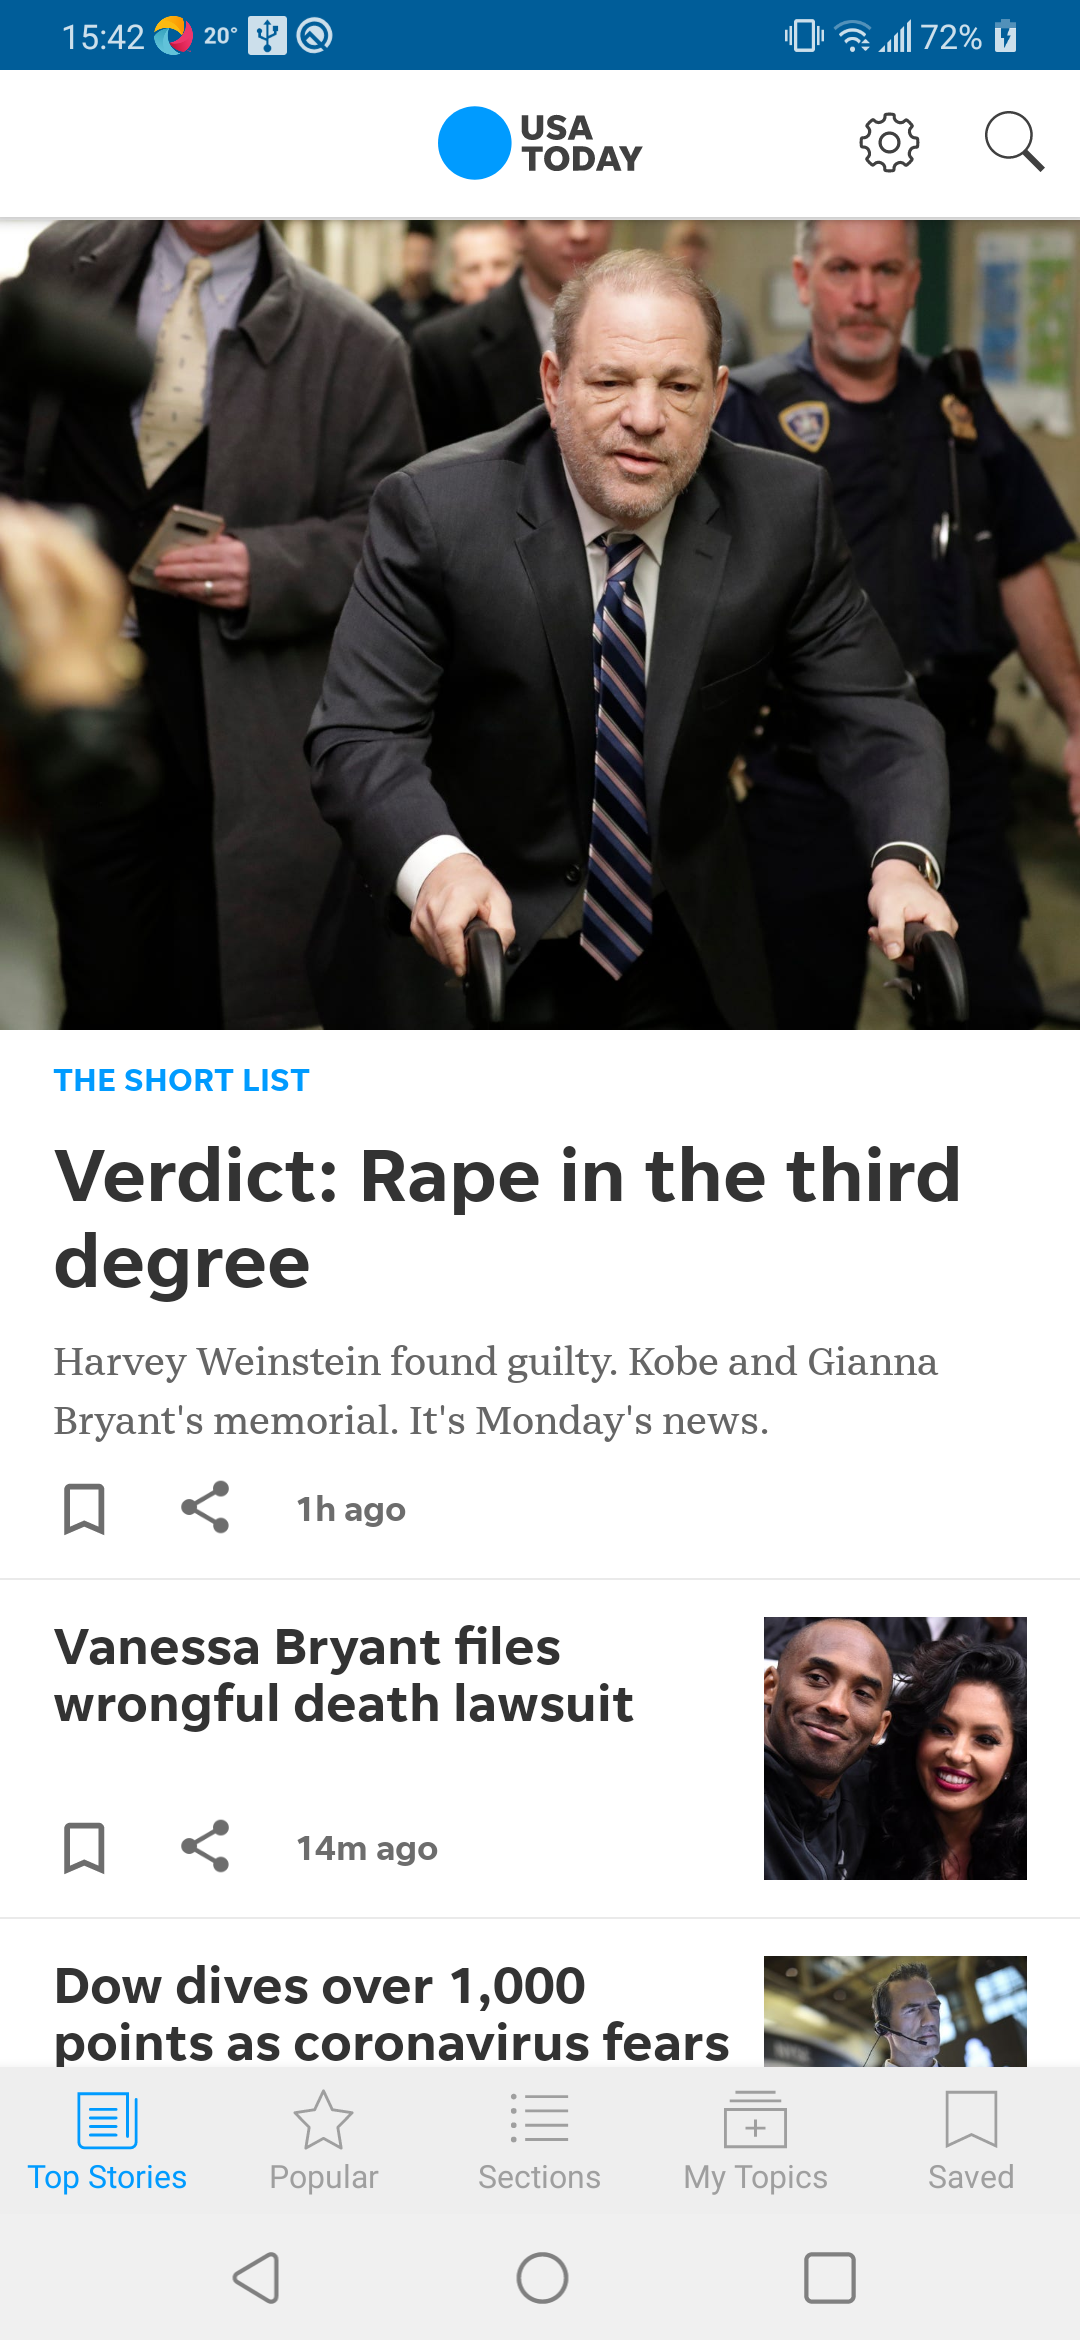 15:42 20° 72%
USA
TODAY
THE SHORT LIST
Verdict: Rape in the third
degree
Harvey Weinstein found guilty. Kobe and Gianna
Bryant's memorial. It's Monday's news.
1h ago
Vanessa Bryant files
wrongful death lawsuit
14m ago
Dow dives over 1,000
points as coronavirus fears
Top Stories Popular Sections My Topics Saved